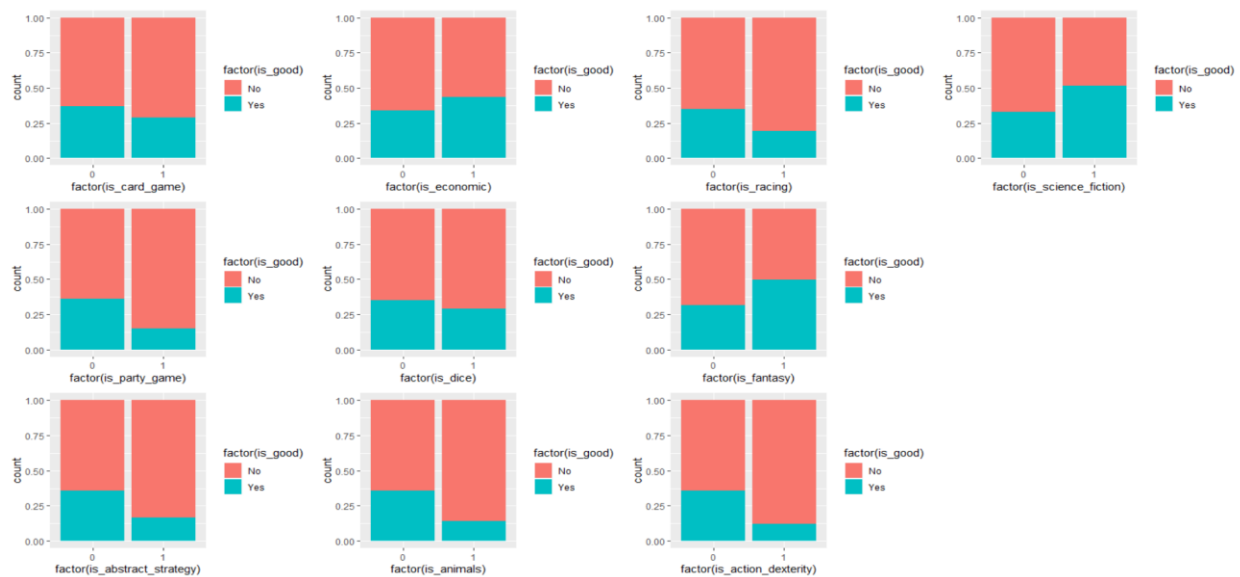 1.00
0.75
0.50
0.25
0.00
count
0 1
factor(is_card_game)
factor(is_good)
No
Yes
1.00
0.75
0.50
0.25
0.00
count
0 1
factor(is_economic)
factor(is_good)
No
Yes
1.00
0.75
0.50
0.25
0.00
count
0 1
factor(is_racing)
factor(is_good)
No
Yes
1.00
0.75
0.50
0.25
0.00
count
0 1
factor(is_science_fiction)
factor(is_good)
No
Yes
1.00
0.75
0.50
0.25
0.00
count
0 1
factor(is_party_game)
factor(is_good)
No
Yes
1.00
0.75
0.50
0.25
0.00
count
0 1
factor(is_dice)
factor(is_good)
No
Yes
1.00
0.75
0.50
0.25
0.00
count
0 1
factor(is_fantasy)
factor(is_good)
No
Yes
1.00
0.75
0.50
0.25
0.00
count
0 1
factor(is_abstract_strategy)
factor(is_good)
No
Yes
1.00
0.75
0.50
0.25
0.00
count
0 1
factor(is_animals)
factor(is_good)
No
Yes
1.00
0.75
0.50
0.25
0.00
count
0 1
factor(is_action_dexterity)
factor(is_good)
No
Yes